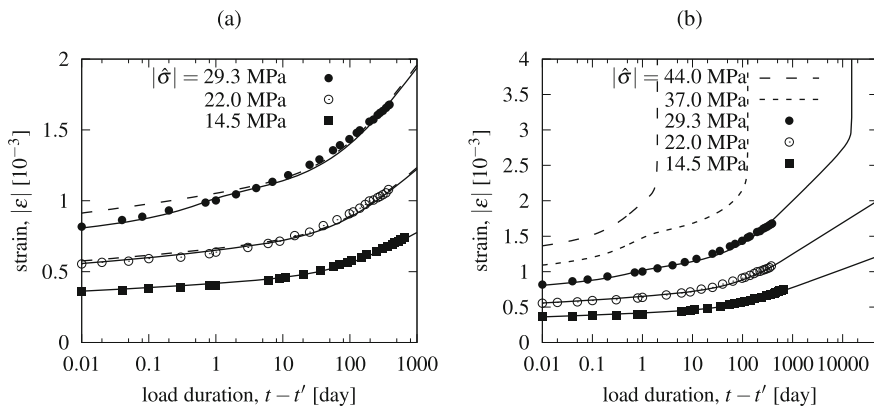 (a)
2
1.5
1
0.5
0
0.01
0.1
1
10
100
1000
strain, |ε| [10⁻³]
load duration, t − t′ [day]
|σ̂| = 29.3 MPa
22.0 MPa
14.5 MPa
(b)
4
3.5
3
2.5
2
1.5
1
0.5
0
0.01
0.1
1
10
100
1000
10000
strain, |ε| [10⁻³]
load duration, t − t′ [day]
|σ̂| = 44.0 MPa
37.0 MPa
29.3 MPa
22.0 MPa
14.5 MPa